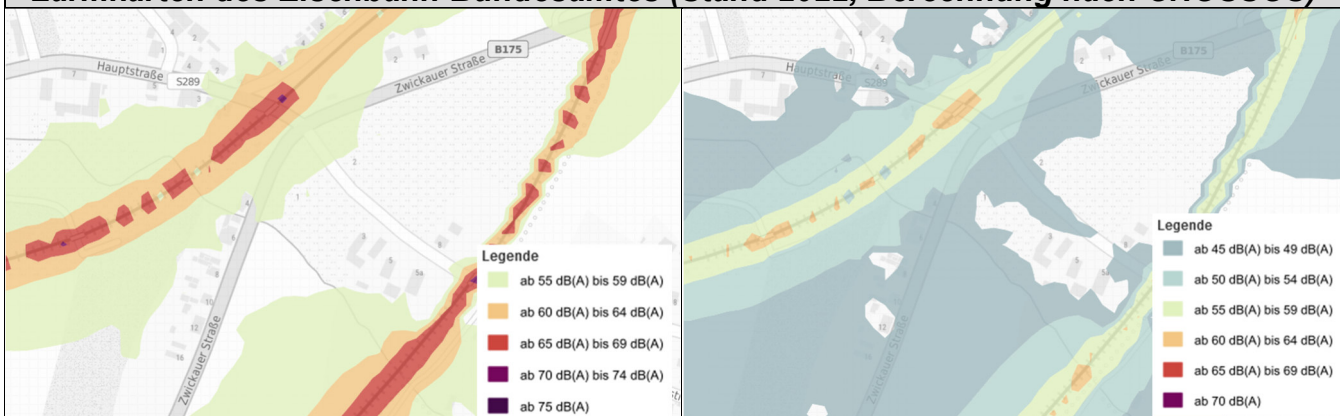 Lärmkarten des Eisenbahn-Bundesamtes (Stand 2022, Berechnung nach CNOSSOS)
Hauptstraße
S289
Zwickauer Straße
B175
Zwickauer Straße
Legende
ab 55 dB(A) bis 59 dB(A)
ab 60 dB(A) bis 64 dB(A)
ab 65 dB(A) bis 69 dB(A)
ab 70 dB(A) bis 74 dB(A)
ab 75 dB(A)
Hauptstraße
S289
Zwickauer Straße
B175
Zwickauer Straße
Legende
ab 45 dB(A) bis 49 dB(A)
ab 50 dB(A) bis 54 dB(A)
ab 55 dB(A) bis 59 dB(A)
ab 60 dB(A) bis 64 dB(A)
ab 65 dB(A) bis 69 dB(A)
ab 70 dB(A)